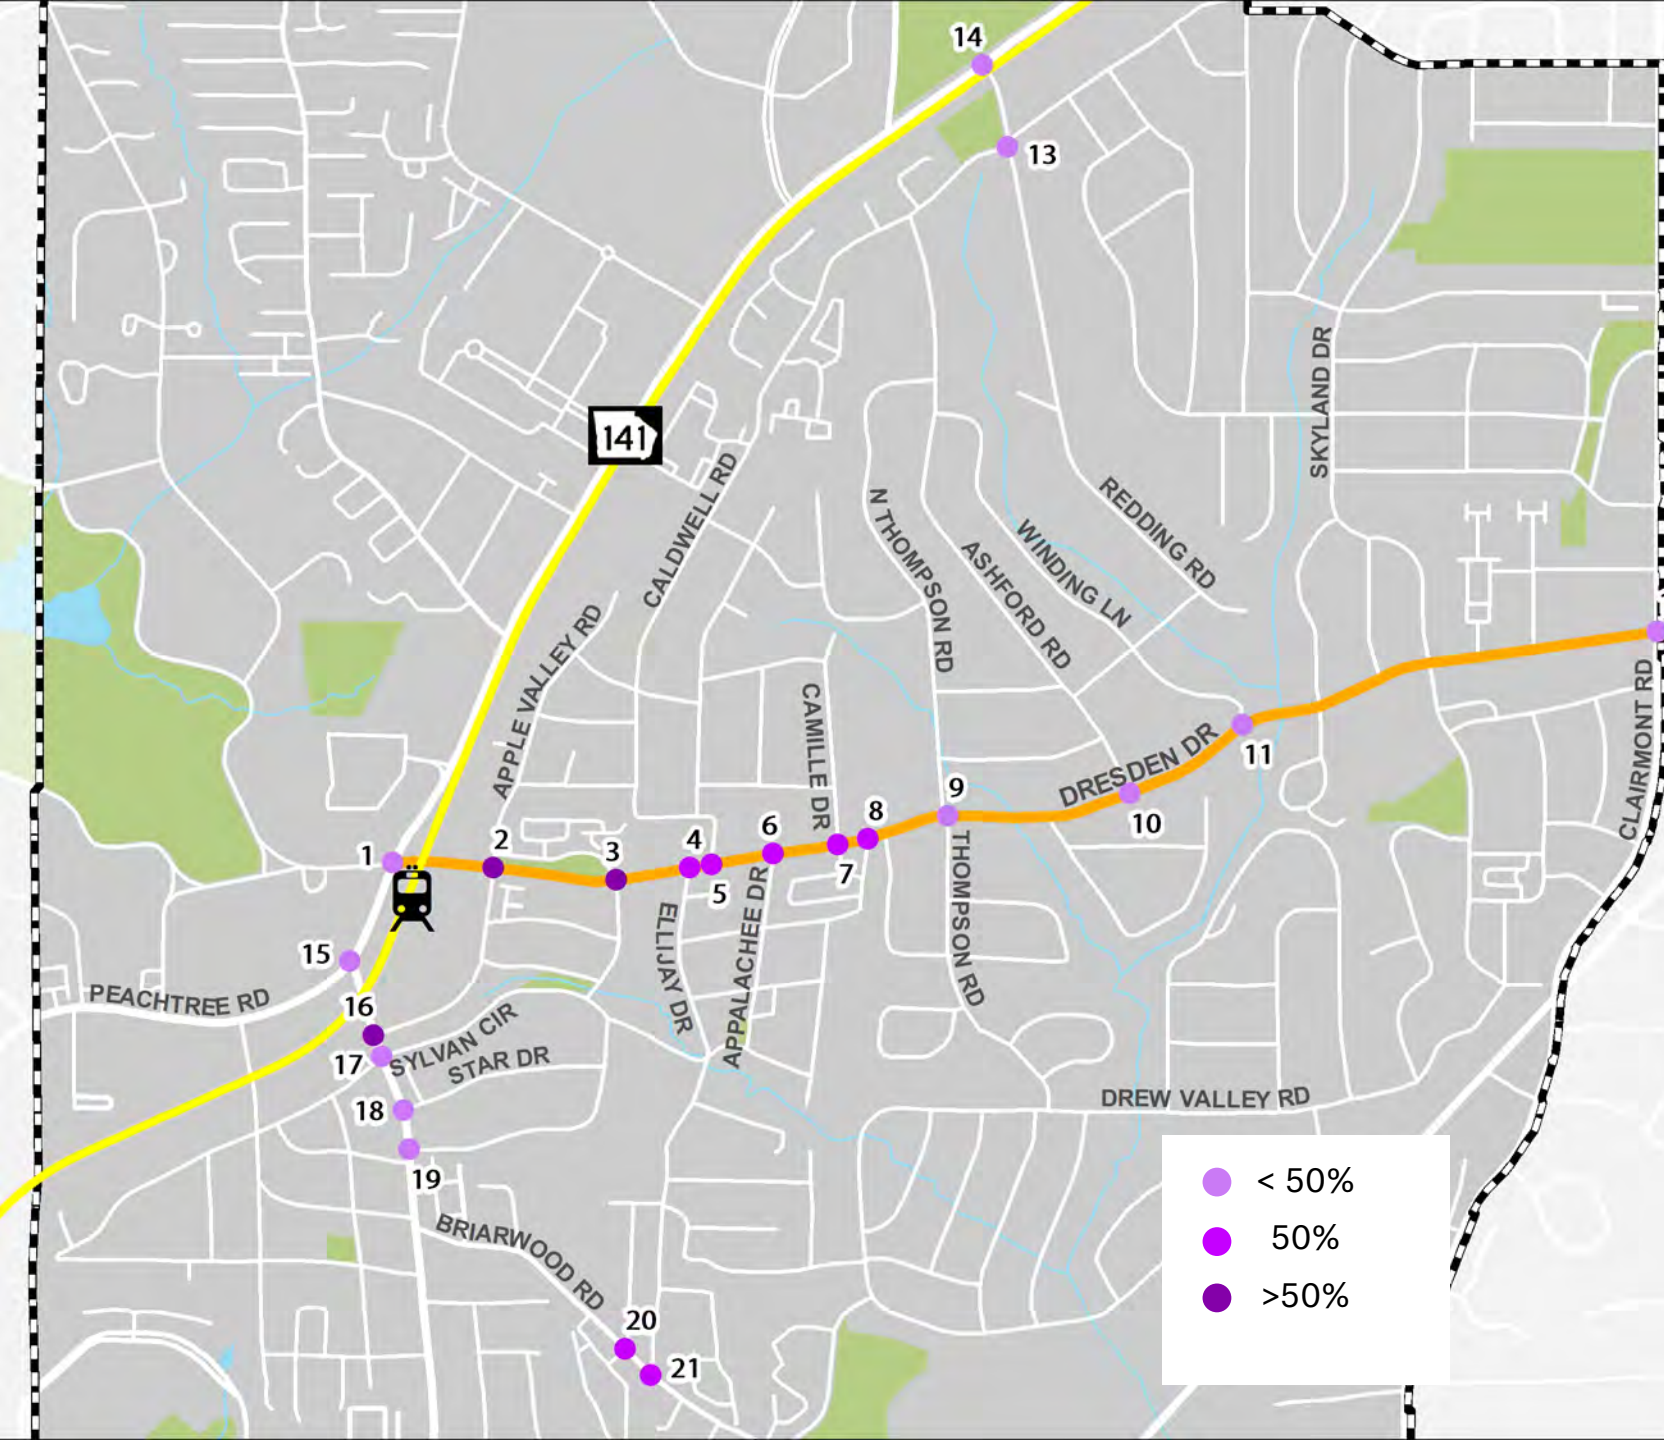 14
13
141
SKYLAND DR
CALDWELL RD
REDDING RD
N THOMPSON RD
WINDING LN
ASHFORD RD
APPLE VALLEY RD
CAMILLE DR
CLAIRMONT RD
DRESDEN DR
11
10
9
8
7
6
5
4
3
2
1
ELLIJAY DR
APPALACHEE DR
THOMPSON RD
15
PEACHTREE RD
16
17
SYLVAN CIR
STAR DR
18
DREW VALLEY RD
19
BRIARWOOD RD
20
21
< 50%
50%
>50%